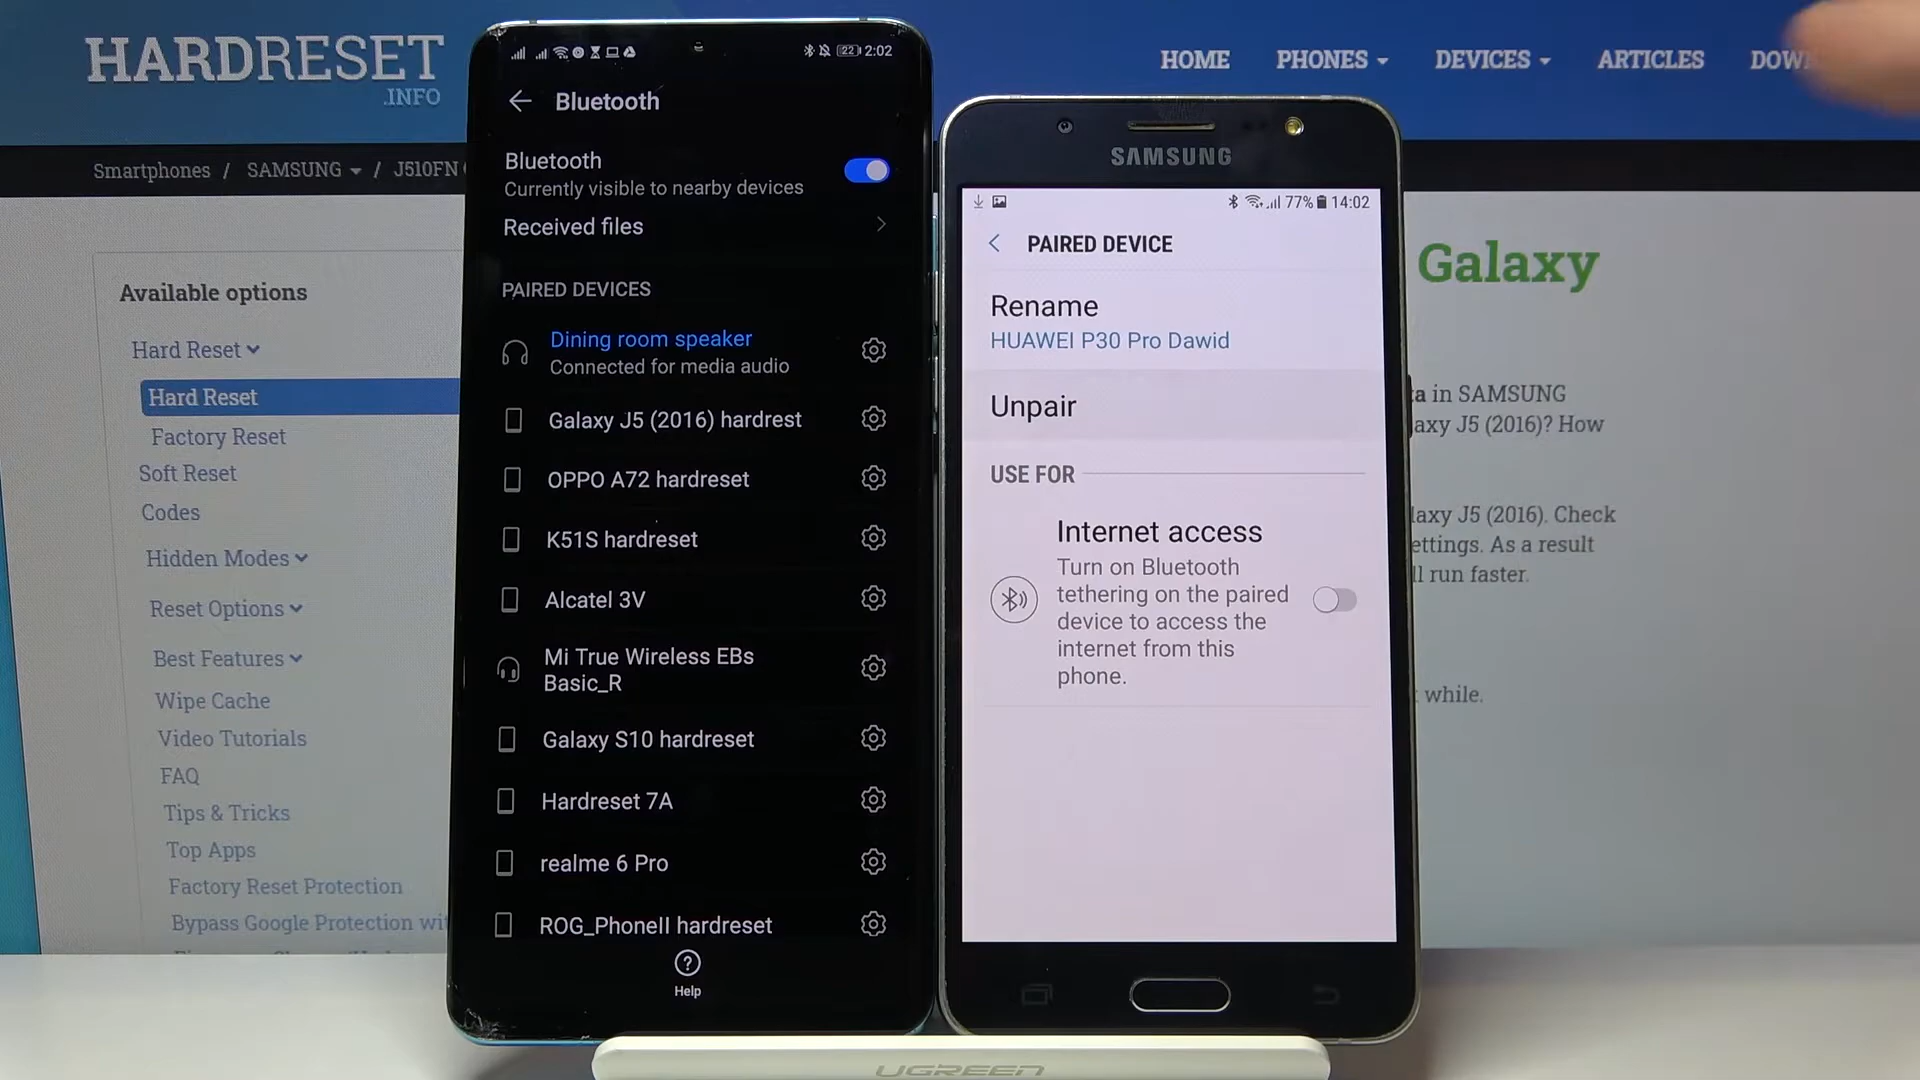 HARDRESET
.INFO
HOME
PHONES
DEVICES
ARTICLES
Smartphones / SAMSUNG / J510FN
Available options
Hard Reset
Hard Reset
Factory Reset
Soft Reset
Codes
Hidden Modes
Reset Options
Best Features
Wipe Cache
Video Tutorials
FAQ
Tips & Tricks
Top Apps
Factory Reset Protection
Bypass Google Protection
22 2:02
Bluetooth
Bluetooth
Currently visible to nearby devices
Received files
PAIRED DEVICES
Dining room speaker
Connected for media audio
Galaxy J5 (2016) hardrest
OPPO A72 hardreset
K51S hardreset
Alcatel 3V
Mi True Wireless EBs
Basic_R
Galaxy S10 hardreset
Hardreset 7A
realme 6 Pro
ROG_PhoneII hardreset
Help
SAMSUNG
77% 14:02
PAIRED DEVICE
Rename
HUAWEI P30 Pro Dawid
Unpair
USE FOR
Internet access
Turn on Bluetooth
tethering on the paired
device to access the
internet from this
phone.
Galaxy
in SAMSUNG
J5 (2016)? How
J5 (2016). Check
As a result
run faster.
while.
UGREEN